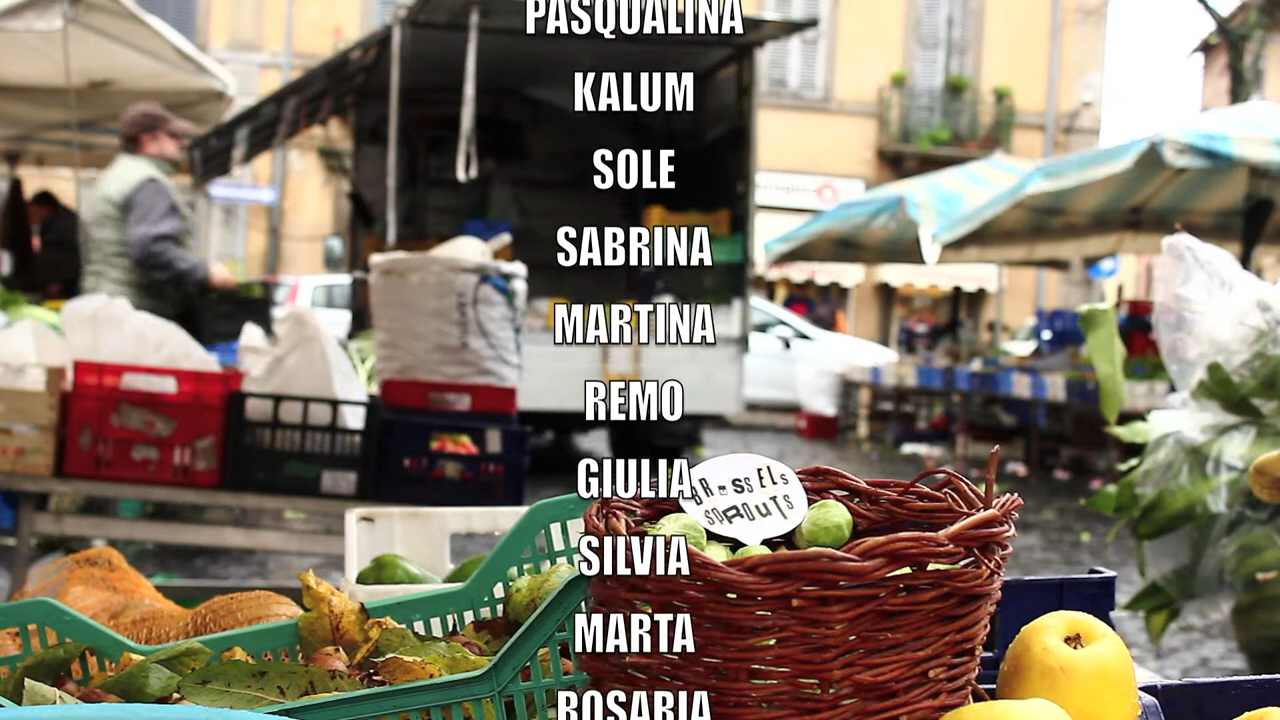 PASQUALINA
KALUM
SOLE
SABRINA
MARTINA
REMO
GIULIA
BRUSSELS
SPROUTS
SILVIA
MARTA
ROSARIA